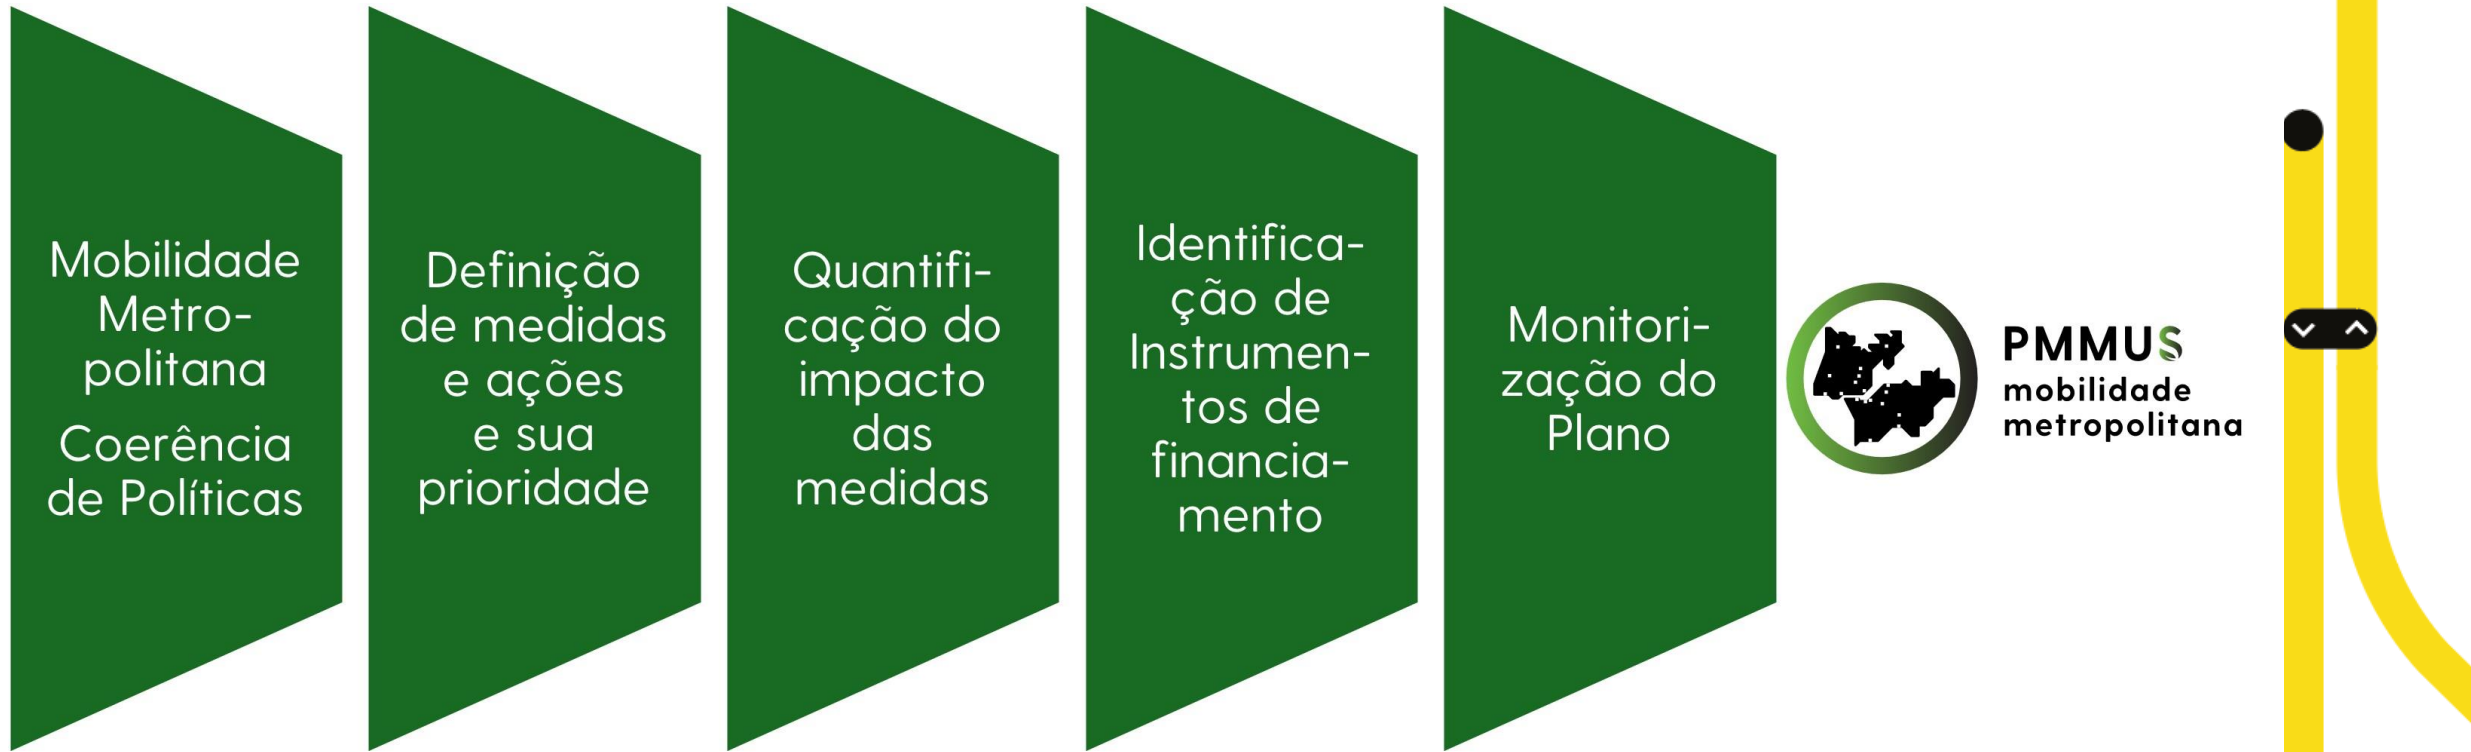 Mobilidade
Metro-
politana
Coerência
de Políticas
Definição
de medidas
e ações
e sua
prioridade
Quantifi-
cação do
impacto
das
medidas
Identifica-
ção de
Instrumen-
tos de
financia-
mento
Monitori-
zação do
Plano
PMMUS
mobilidade
metropolitana